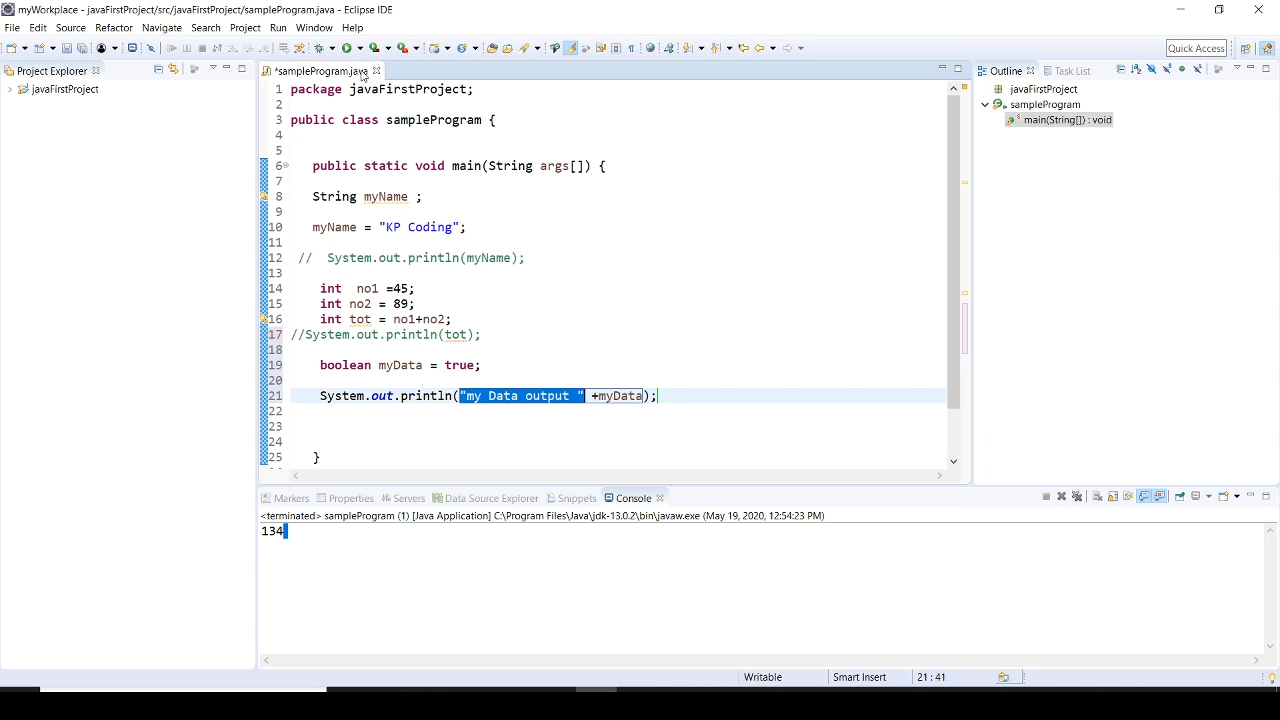 myWorkplace - javaFirstProject/src/javaFirstProject/sampleProgram.java - Eclipse IDE
File Edit Source Refactor Navigate Search Project Run Window Help
Quick Access
Project Explorer
javaFirstProject
*sampleProgram.java
1 package javaFirstProject;
2
3 public class sampleProgram {
4
5
6 public static void main(String args[]) {
7
8 String myName ;
9
10 myName = "KP Coding";
11
12 // System.out.println(myName);
13
14 int no1 =45;
15 int no2 = 89;
16 int tot = no1+no2;
17 //System.out.println(tot);
18
19 boolean myData = true;
20
21 System.out.println("my Data output " +myData);
22
23
24
25 }
Outline Task List
javaFirstProject
sampleProgram
main(String[]) : void
Markers Properties Servers Data Source Explorer Snippets Console
<terminated> sampleProgram (1) [Java Application] C:\Program Files\Java\jdk-13.0.2\bin\javaw.exe (May 19, 2020, 12:54:23 PM)
134
Writable Smart Insert 21 : 41